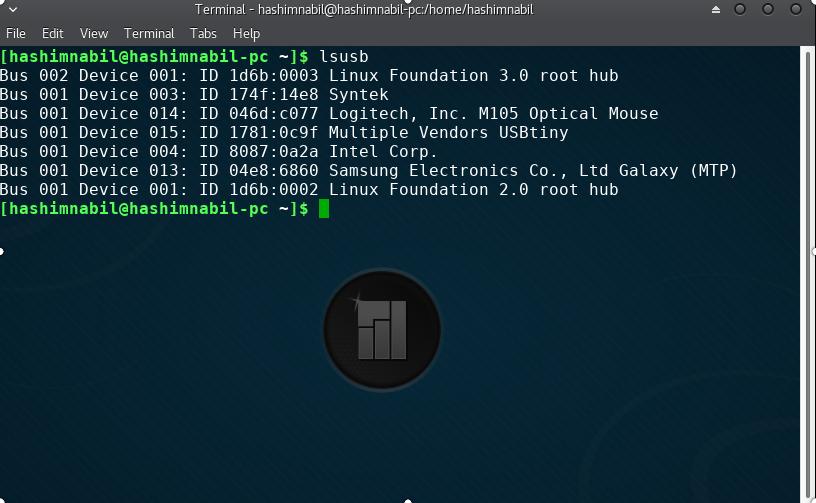 Terminal - hashimnabil@hashimnabil-pc:/home/hashimnabil
File Edit View Terminal Tabs Help
[hashimnabil@hashimnabil-pc ~]$ lsusb
Bus 002 Device 001: ID 1d6b:0003 Linux Foundation 3.0 root hub
Bus 001 Device 003: ID 174f:14e8 Syntek
Bus 001 Device 014: ID 046d:c077 Logitech, Inc. M105 Optical Mouse
Bus 001 Device 015: ID 1781:0c9f Multiple Vendors USBtiny
Bus 001 Device 004: ID 8087:0a2a Intel Corp.
Bus 001 Device 013: ID 04e8:6860 Samsung Electronics Co., Ltd Galaxy (MTP)
Bus 001 Device 001: ID 1d6b:0002 Linux Foundation 2.0 root hub
[hashimnabil@hashimnabil-pc ~]$